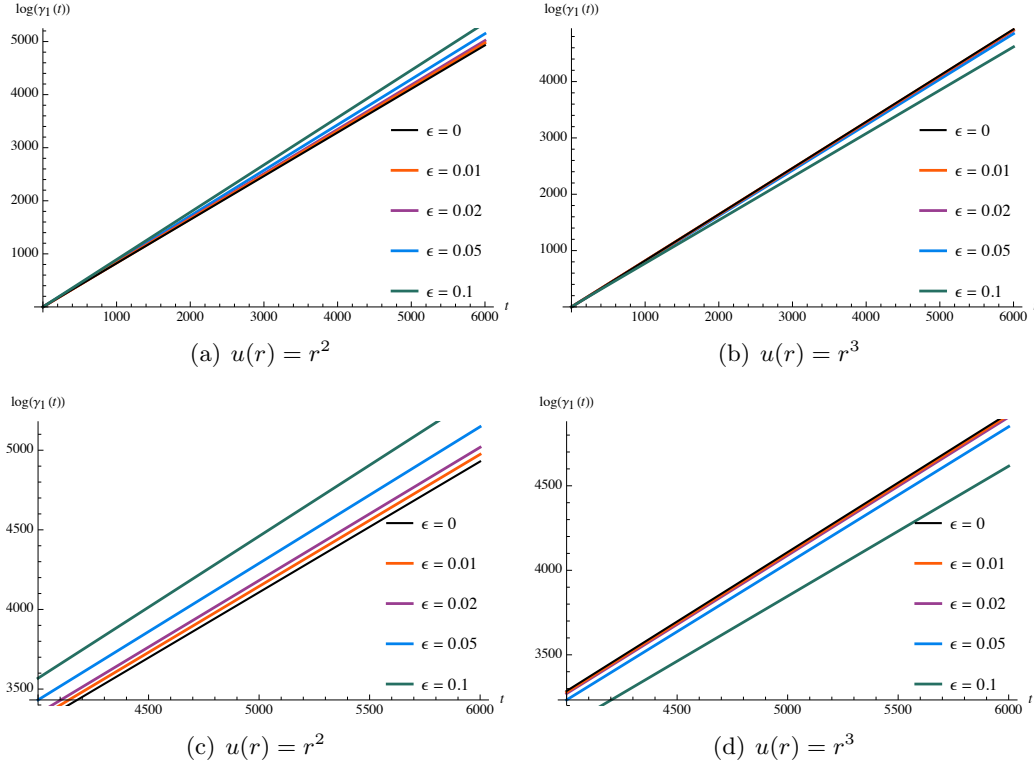 log(γ₁(t))
5000
4000
3000
2000
1000
1000 2000 3000 4000 5000 6000 t
ϵ = 0
ϵ = 0.01
ϵ = 0.02
ϵ = 0.05
ϵ = 0.1
(a) u(r) = r²
log(γ₁(t))
4000
3000
2000
1000
1000 2000 3000 4000 5000 6000
ϵ = 0
ϵ = 0.01
ϵ = 0.02
ϵ = 0.05
ϵ = 0.1
(b) u(r) = r³
log(γ₁(t))
5000
4500
4000
3500
4500 5000 5500 6000 t
ϵ = 0
ϵ = 0.01
ϵ = 0.02
ϵ = 0.05
ϵ = 0.1
(c) u(r) = r²
log(γ₁(t))
4500
4000
3500
4500 5000 5500 6000 t
ϵ = 0
ϵ = 0.01
ϵ = 0.02
ϵ = 0.05
ϵ = 0.1
(d) u(r) = r³